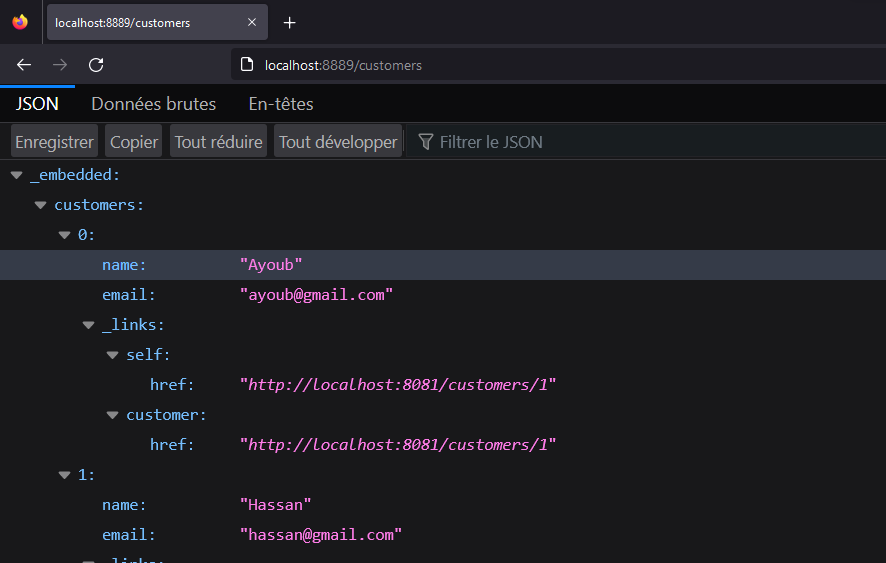 localhost:8889/customers
localhost:8889/customers
JSON Données brutes En-têtes
Enregistrer Copier Tout réduire Tout développer Filtrer le JSON
_embedded:
customers:
0:
name: "Ayoub"
email: "ayoub@gmail.com"
_links:
self:
href: "http://localhost:8081/customers/1"
customer:
href: "http://localhost:8081/customers/1"
1:
name: "Hassan"
email: "hassan@gmail.com"
_links: